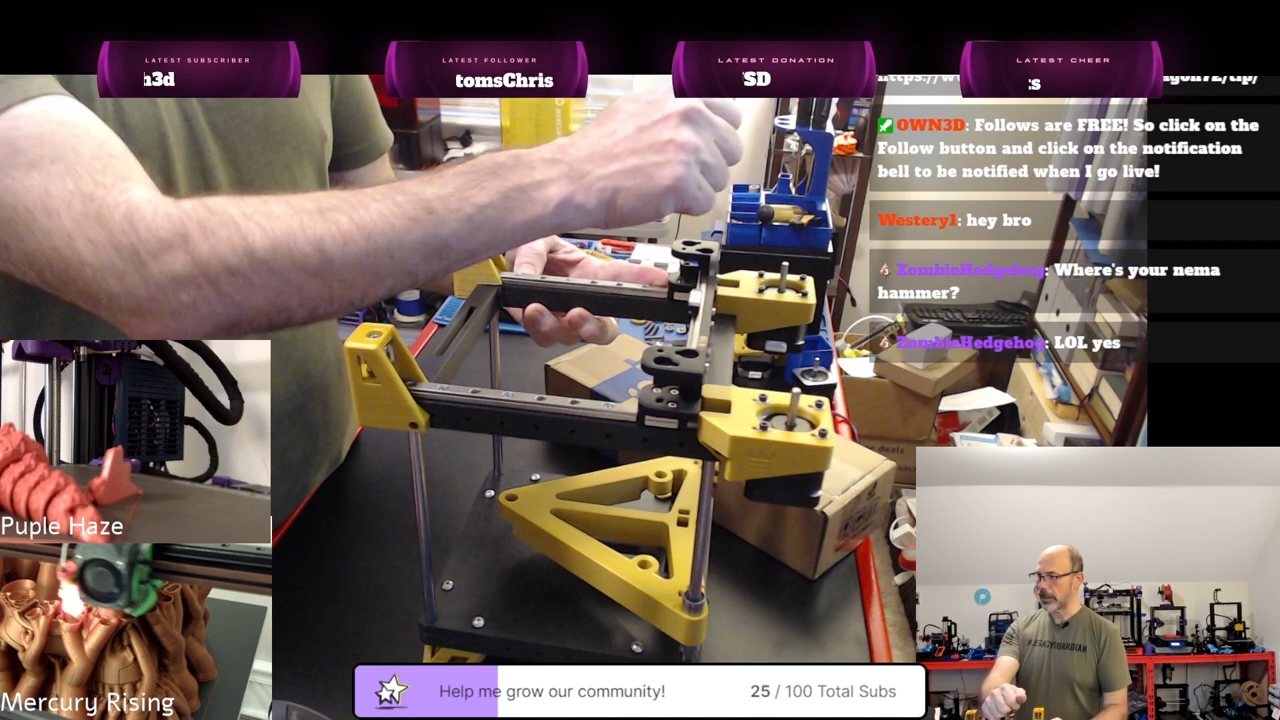 LATEST SUBSCRIBER
n3d
LATEST FOLLOWER
tomsChris
LATEST DONATION
SD
LATEST CHEER
's
OWN3D: Follows are FREE! So click on the
Follow button and click on the notification
bell to be notified when I go live!
Westery1: hey bro
ZombieHedgehog: Where's your nema
hammer?
ZombieHedgehog: LOL yes
Puple Haze
Mercury Rising
Help me grow our community!
25 / 100 Total Subs